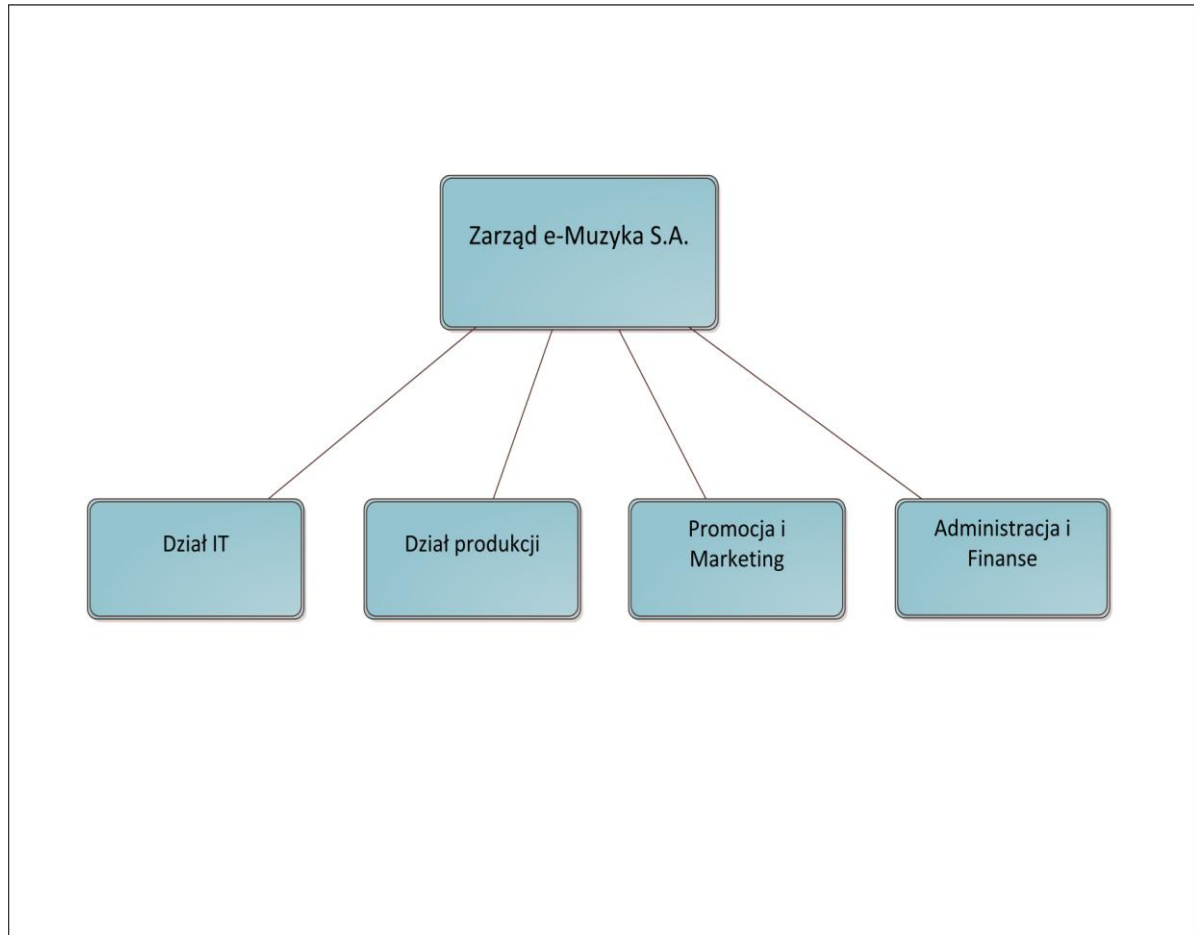 Zarząd e-Muzyka S.A.
Dział IT
Dział produkcji
Promocja i
Marketing
Administracja i
Finanse